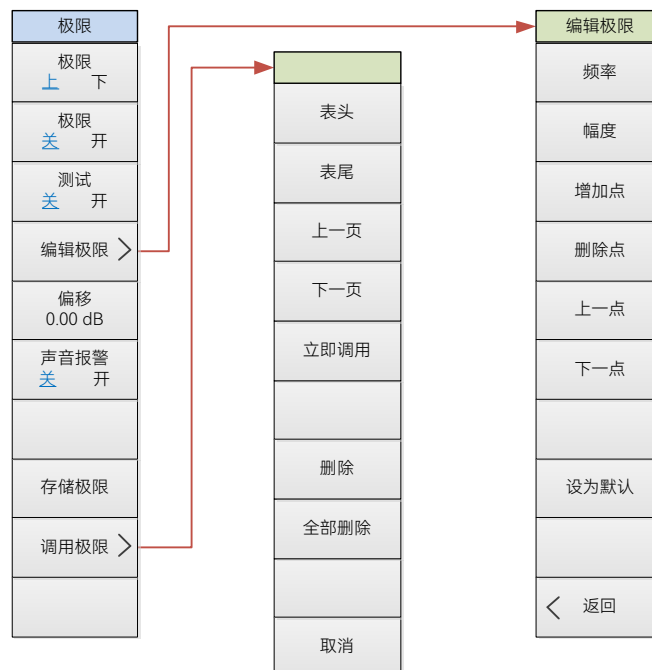 极限
极限
上 下
极限
关 开
测试
关 开
编辑极限
偏移
0.00 dB
声音报警
关 开
存储极限
调用极限
表头
表尾
上一页
下一页
立即调用
删除
全部删除
取消
编辑极限
频率
幅度
增加点
删除点
上一点
下一点
设为默认
返回